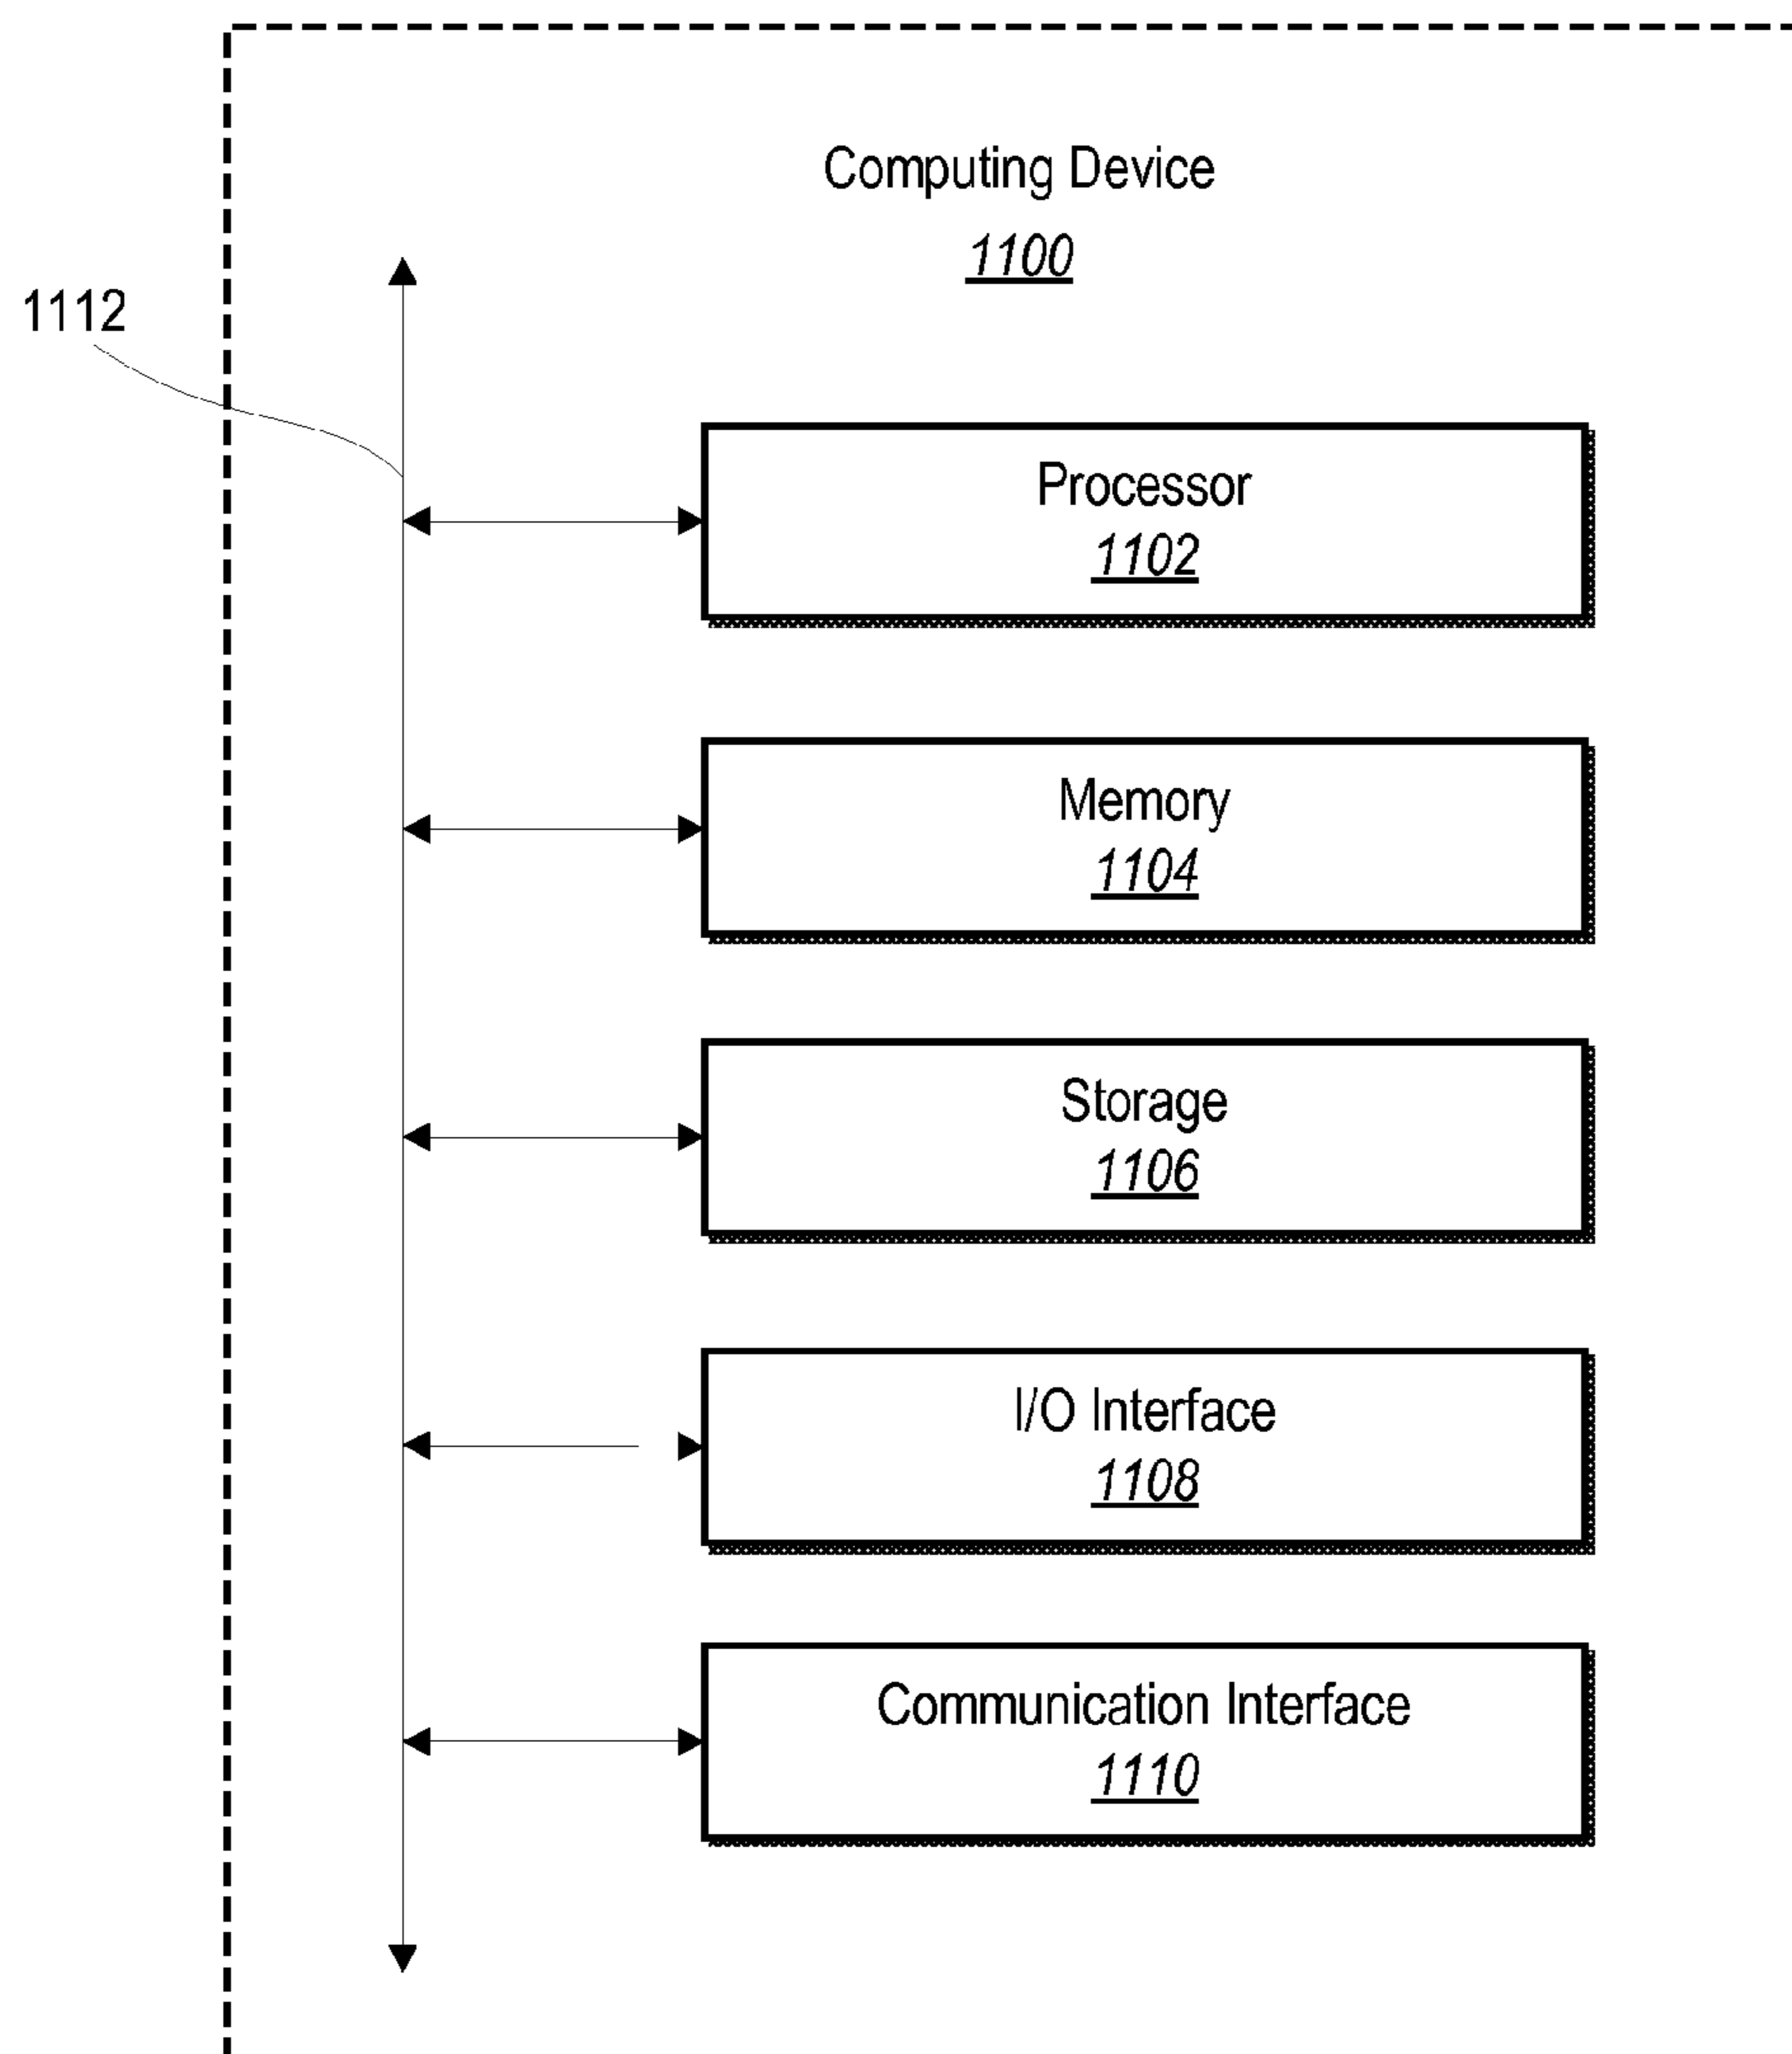 Computing Device
1100
1112
Processor
1102
Memory
1104
Storage
1106
I/O Interface
1108
Communication Interface
1110